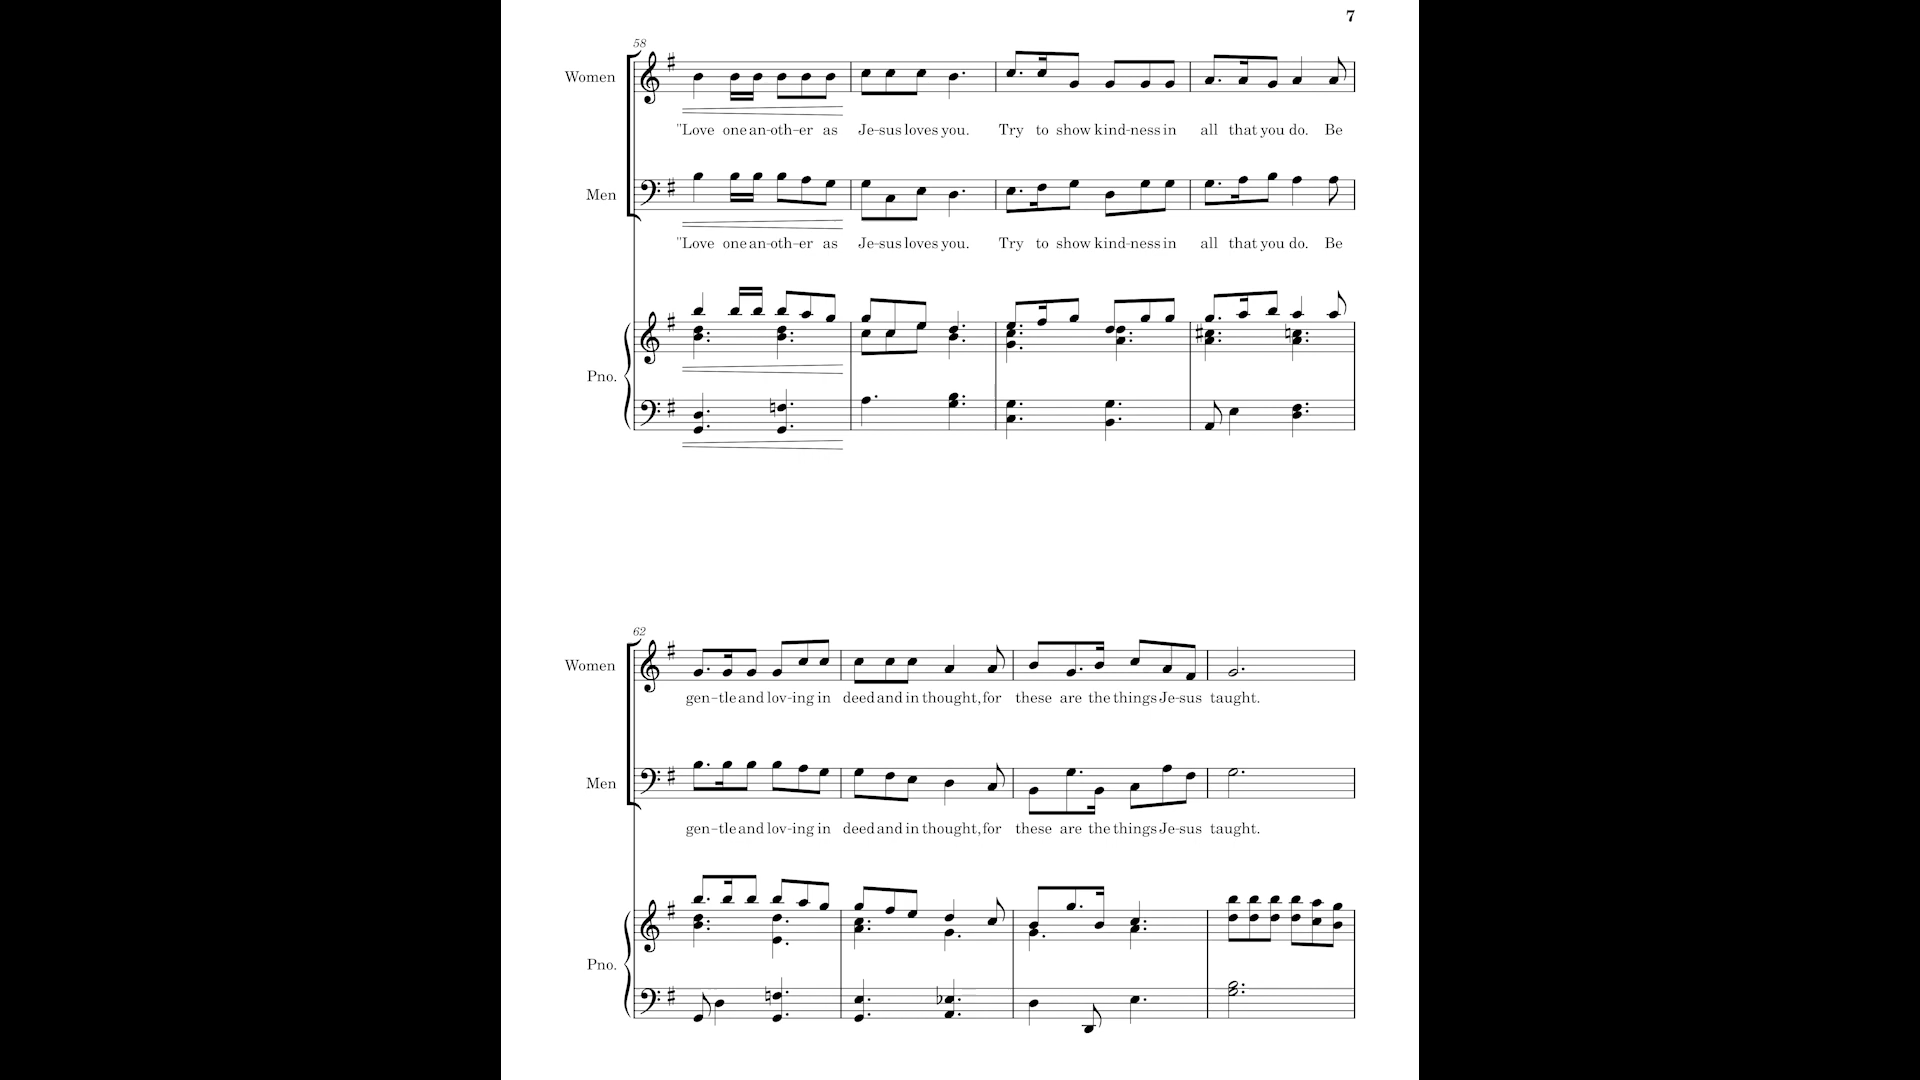 7
58
Women
"Love one an-oth-er as Je-sus loves you. Try to show kind-ness in all that you do. Be
Men
"Love one an-oth-er as Je-sus loves you. Try to show kind-ness in all that you do. Be
Pno.
62
Women
gen-tle and lov-ing in deed and in thought, for these are the things Je-sus taught.
Men
gen-tle and lov-ing in deed and in thought, for these are the things Je-sus taught.
Pno.